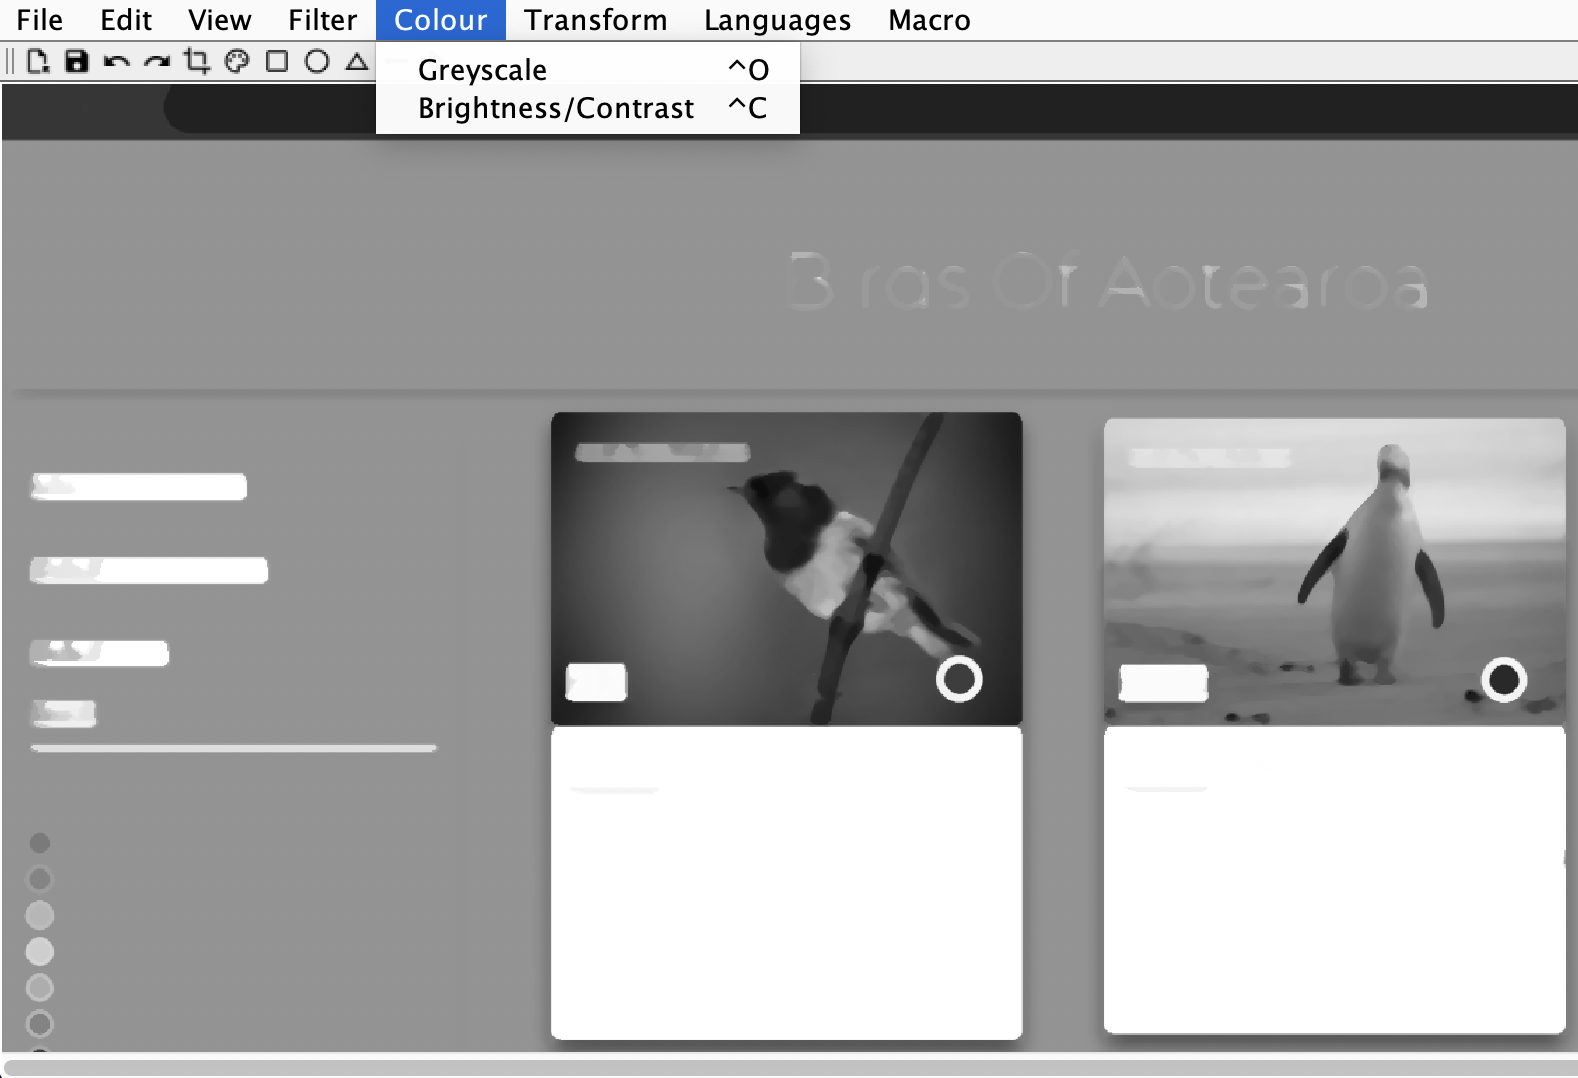 File Edit View Filter Colour Transform Languages Macro
Greyscale ^O
Brightness/Contrast ^C
B rds Of Aotearoa